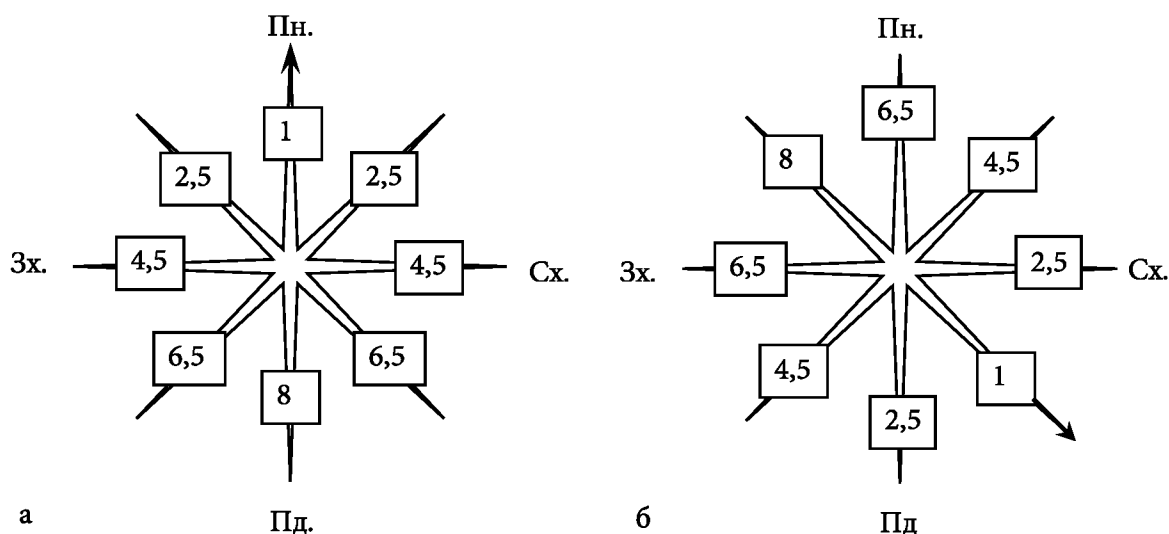 Пн.
1
2,5 2,5
Зх. 4,5 4,5 Сх.
6,5 6,5
8
а Пд.
Пн.
6,5
8 4,5
Зх. 6,5 2,5 Сх.
4,5 1
2,5
б Пд